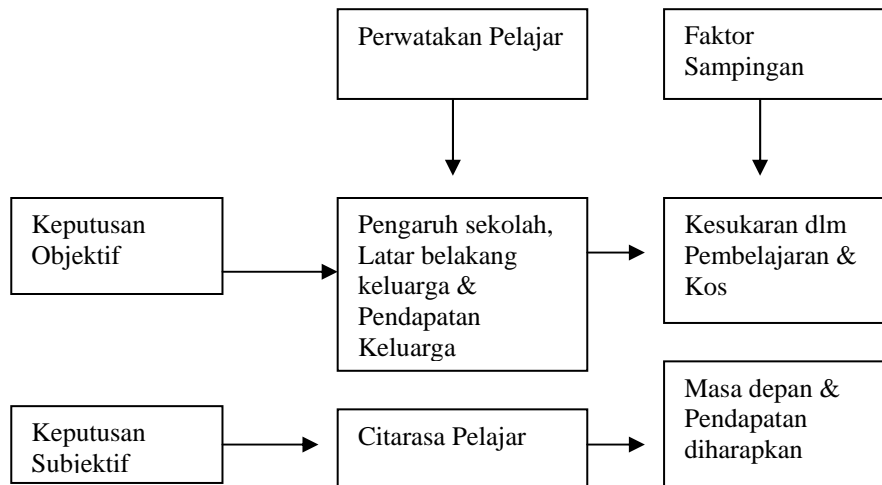 Perwatakan Pelajar
Faktor
Sampingan
Keputusan
Objektif
Pengaruh sekolah,
Latar belakang
keluarga &
Pendapatan
Keluarga
Kesukaran dlm
Pembelajaran &
Kos
Keputusan
Subjektif
Citarasa Pelajar
Masa depan &
Pendapatan
diharapkan